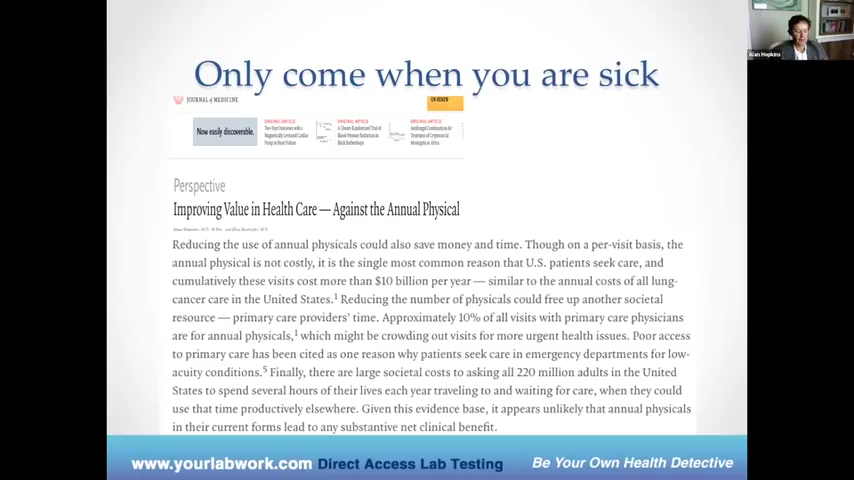 Alan Hopkins
Only come when you are sick
JOURNAL of MEDICINE
OR RENEW
Now easily discoverable.
ORIGINAL ARTICLE
ORIGINAL ARTICLE
ORIGINAL ARTICLE
Perspective
Improving Value in Health Care — Against the Annual Physical
Reducing the use of annual physicals could also save money and time. Though on a per-visit basis, the
annual physical is not costly, it is the single most common reason that U.S. patients seek care, and
cumulatively these visits cost more than $10 billion per year — similar to the annual costs of all lung-
cancer care in the United States.1 Reducing the number of physicals could free up another societal
resource — primary care providers' time. Approximately 10% of all visits with primary care physicians
are for annual physicals,1 which might be crowding out visits for more urgent health issues. Poor access
to primary care has been cited as one reason why patients seek care in emergency departments for low-
acuity conditions.5 Finally, there are large societal costs to asking all 220 million adults in the United
States to spend several hours of their lives each year traveling to and waiting for care, when they could
use that time productively elsewhere. Given this evidence base, it appears unlikely that annual physicals
in their current forms lead to any substantive net clinical benefit.
www.yourlabwork.com Direct Access Lab Testing
Be Your Own Health Detective